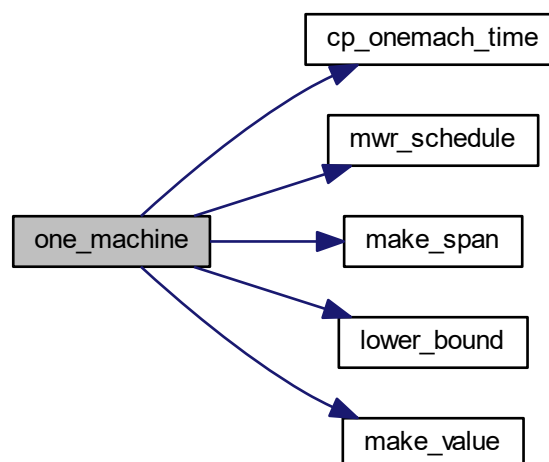 cp_onemach_time
mwr_schedule
one_machine
make_span
lower_bound
make_value